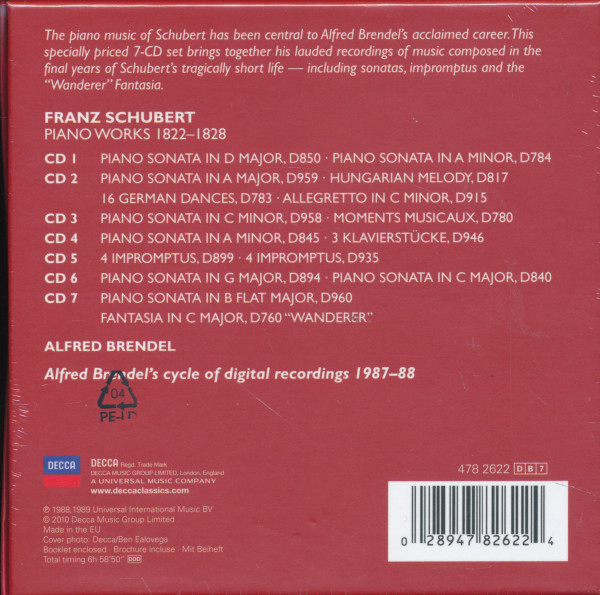 The piano music of Schubert has been central to Alfred Brendel's acclaimed career. This
specially priced 7-CD set brings together his lauded recordings of music composed in the
final years of Schubert's tragically short life — including sonatas, impromptus and the
“Wanderer” Fantasia.
FRANZ SCHUBERT
PIANO WORKS 1822–1828
CD 1 PIANO SONATA IN D MAJOR, D850 · PIANO SONATA IN A MINOR, D784
CD 2 PIANO SONATA IN A MAJOR, D959 · HUNGARIAN MELODY, D817
16 GERMAN DANCES, D783 · ALLEGRETTO IN C MINOR, D915
CD 3 PIANO SONATA IN C MINOR, D958 · MOMENTS MUSICAUX, D780
CD 4 PIANO SONATA IN A MINOR, D845 · 3 KLAVIERSTÜCKE, D946
CD 5 4 IMPROMPTUS, D899 · 4 IMPROMPTUS, D935
CD 6 PIANO SONATA IN G MAJOR, D894 · PIANO SONATA IN C MAJOR, D840
CD 7 PIANO SONATA IN B FLAT MAJOR, D960
FANTASIA IN C MAJOR, D760 “WANDERER”
ALFRED BRENDEL
Alfred Brendel's cycle of digital recordings 1987–88
04
DECCA
DECCA Regd. Trade Mark
DECCA MUSIC GROUP LIMITED, London, England
A UNIVERSAL MUSIC COMPANY
www.deccaclassics.com
478 2622 DB7
℗ 1988, 1989 Universal International Music BV
© 2010 Decca Music Group Limited
Made in the EU
Cover photo: Decca/Ben Ealovega
Booklet enclosed · Brochure incluse · Mit Beiheft
Total timing 6h 58'50" DDD
0 28947 82622 4